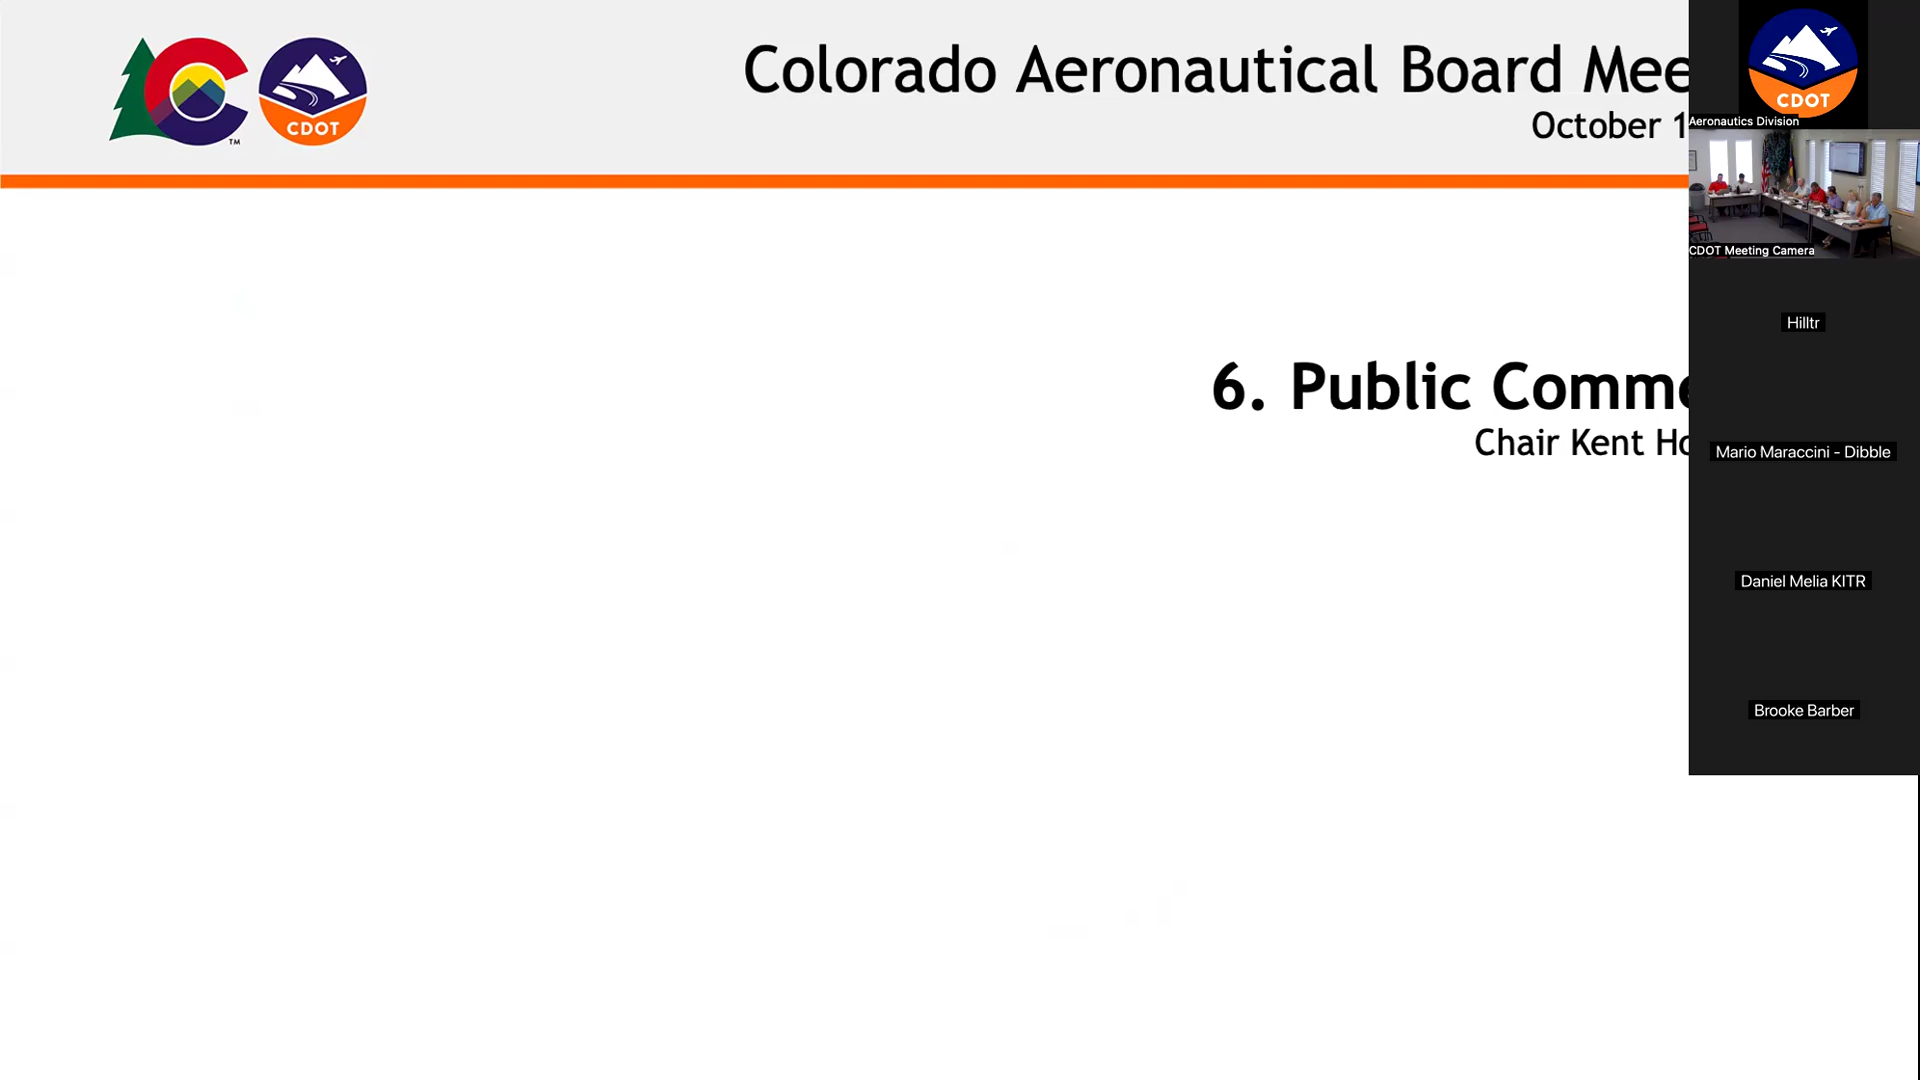 Colorado Aeronautical Board Mee
October 1
CDOT
TM
CDOT
Aeronautics Division
CDOT Meeting Camera
Hilltr
6. Public Comme
Chair Kent Ho
Mario Maraccini - Dibble
Daniel Melia KITR
Brooke Barber